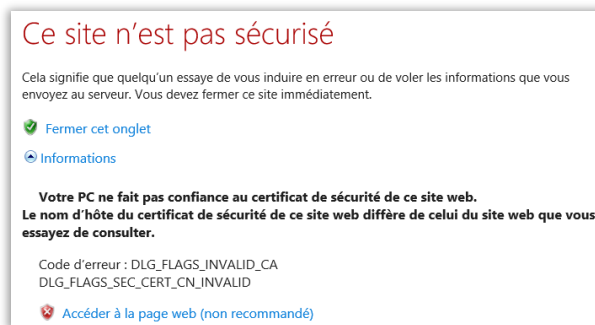 Ce site n’est pas sécurisé
Cela signifie que quelqu’un essaye de vous induire en erreur ou de voler les informations que vous
envoyez au serveur. Vous devez fermer ce site immédiatement.
Fermer cet onglet
Informations
Votre PC ne fait pas confiance au certificat de sécurité de ce site web.
Le nom d’hôte du certificat de sécurité de ce site web diffère de celui du site web que vous
essayez de consulter.
Code d’erreur : DLG_FLAGS_INVALID_CA
DLG_FLAGS_SEC_CERT_CN_INVALID
Accéder à la page web (non recommandé)